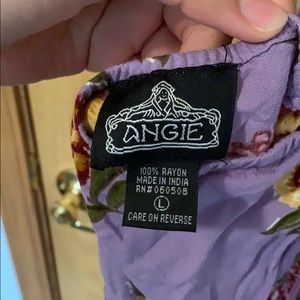 ANGIE
100% RAYON
MADE IN INDIA
RN#060508
L
CARE ON REVERSE